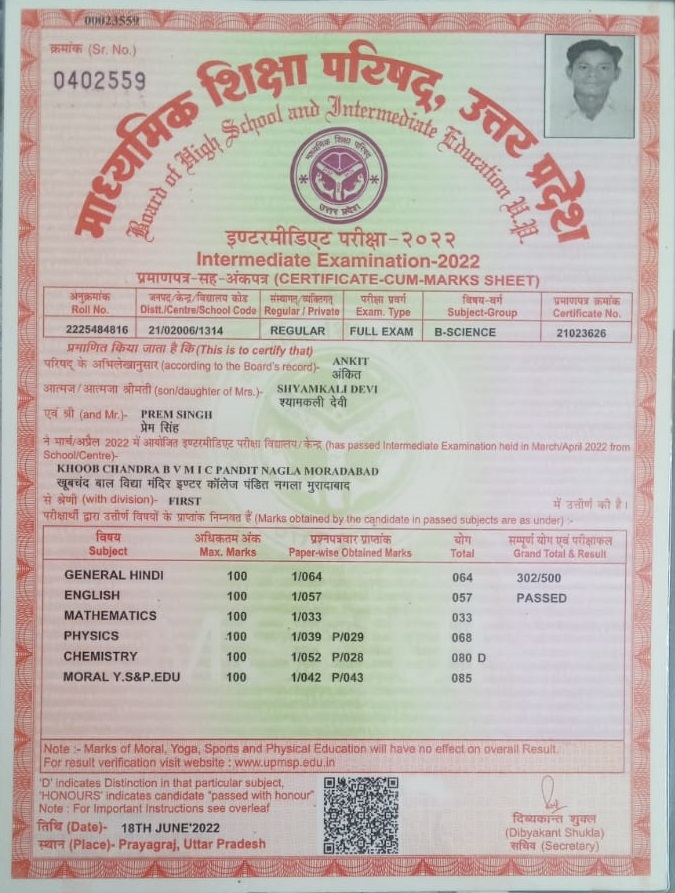 00023559
क्रमांक (Sr. No.)
0402559
माध्यमिक शिक्षा परिषद्, उत्तर प्रदेश
Board of High School and Intermediate Education U.P.
माध्यमिक शिक्षा परिषद
उत्तर प्रदेश
इण्टरमीडिएट परीक्षा-२०२२
Intermediate Examination-2022
प्रमाणपत्र-सह-अंकपत्र (CERTIFICATE-CUM-MARKS SHEET)
अनुक्रमांक जनपद/केन्द्र/विद्यालय कोड संस्थागत/व्यक्तिगत परीक्षा प्रवर्ग विषय-वर्ग प्रमाणपत्र क्रमांक
Roll No. Distt./Centre/School Code Regular / Private Exam. Type Subject-Group Certificate No.
2225484816 21/02006/1314 REGULAR FULL EXAM B-SCIENCE 21023626
प्रमाणित किया जाता है कि (This is to certify that)
परिषद् के अभिलेखानुसार (according to the Board's record)- ANKIT
अंकित
आत्मज/आत्मजा श्रीमती (son/daughter of Mrs.)- SHYAMKALI DEVI
श्यामकली देवी
एवं श्री (and Mr.)- PREM SINGH
प्रेम सिंह
ने मार्च/अप्रैल 2022 में आयोजित इण्टरमीडिएट परीक्षा विद्यालय/केन्द्र (has passed Intermediate Examination held in March/April 2022 from
School/Centre)-
KHOOB CHANDRA B V M I C PANDIT NAGLA MORADABAD
खूबचंद बाल विद्या मंदिर इण्टर कॉलेज पंडित नगला मुरादाबाद
से श्रेणी (with division)- FIRST में उत्तीर्ण की है।
परीक्षार्थी द्वारा उत्तीर्ण विषयों के प्राप्तांक निम्नवत हैं (Marks obtained by the candidate in passed subjects are as under) :-
विषय अधिकतम अंक प्रश्नपत्रवार प्राप्तांक योग सम्पूर्ण योग एवं परीक्षाफल
Subject Max. Marks Paper-wise Obtained Marks Total Grand Total & Result
GENERAL HINDI 100 1/064 064 302/500
ENGLISH 100 1/057 057 PASSED
MATHEMATICS 100 1/033 033
PHYSICS 100 1/039 P/029 068
CHEMISTRY 100 1/052 P/028 080 D
MORAL Y.S&P.EDU 100 1/042 P/043 085
Note :- Marks of Moral, Yoga, Sports and Physical Education will have no effect on overall Result.
For result verification visit website : www.upmsp.edu.in
'D' indicates Distinction in that particular subject,
'HONOURS' indicates candidate "passed with honour"
Note : For Important Instructions see overleaf
तिथि (Date)- 18TH JUNE'2022
स्थान (Place)- Prayagraj, Uttar Pradesh
दिव्यकान्त शुक्ल
(Dibyakant Shukla)
सचिव (Secretary)